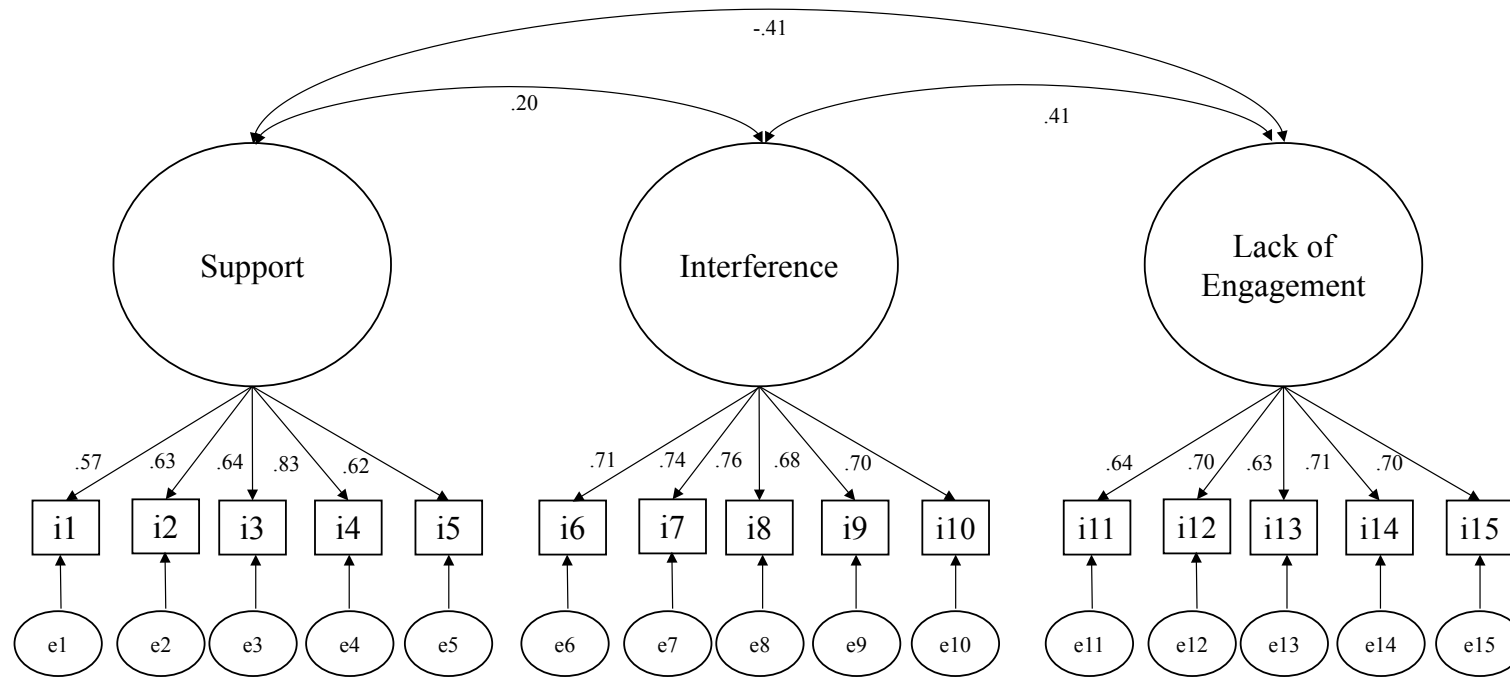 -.41
.20
.41
Support
Interference
Lack of
Engagement
.57 .63 .64 .83 .62
.71 .74 .76 .68 .70
.64 .70 .63 .71 .70
i1 i2 i3 i4 i5
i6 i7 i8 i9 i10
i11 i12 i13 i14 i15
e1 e2 e3 e4 e5
e6 e7 e8 e9 e10
e11 e12 e13 e14 e15